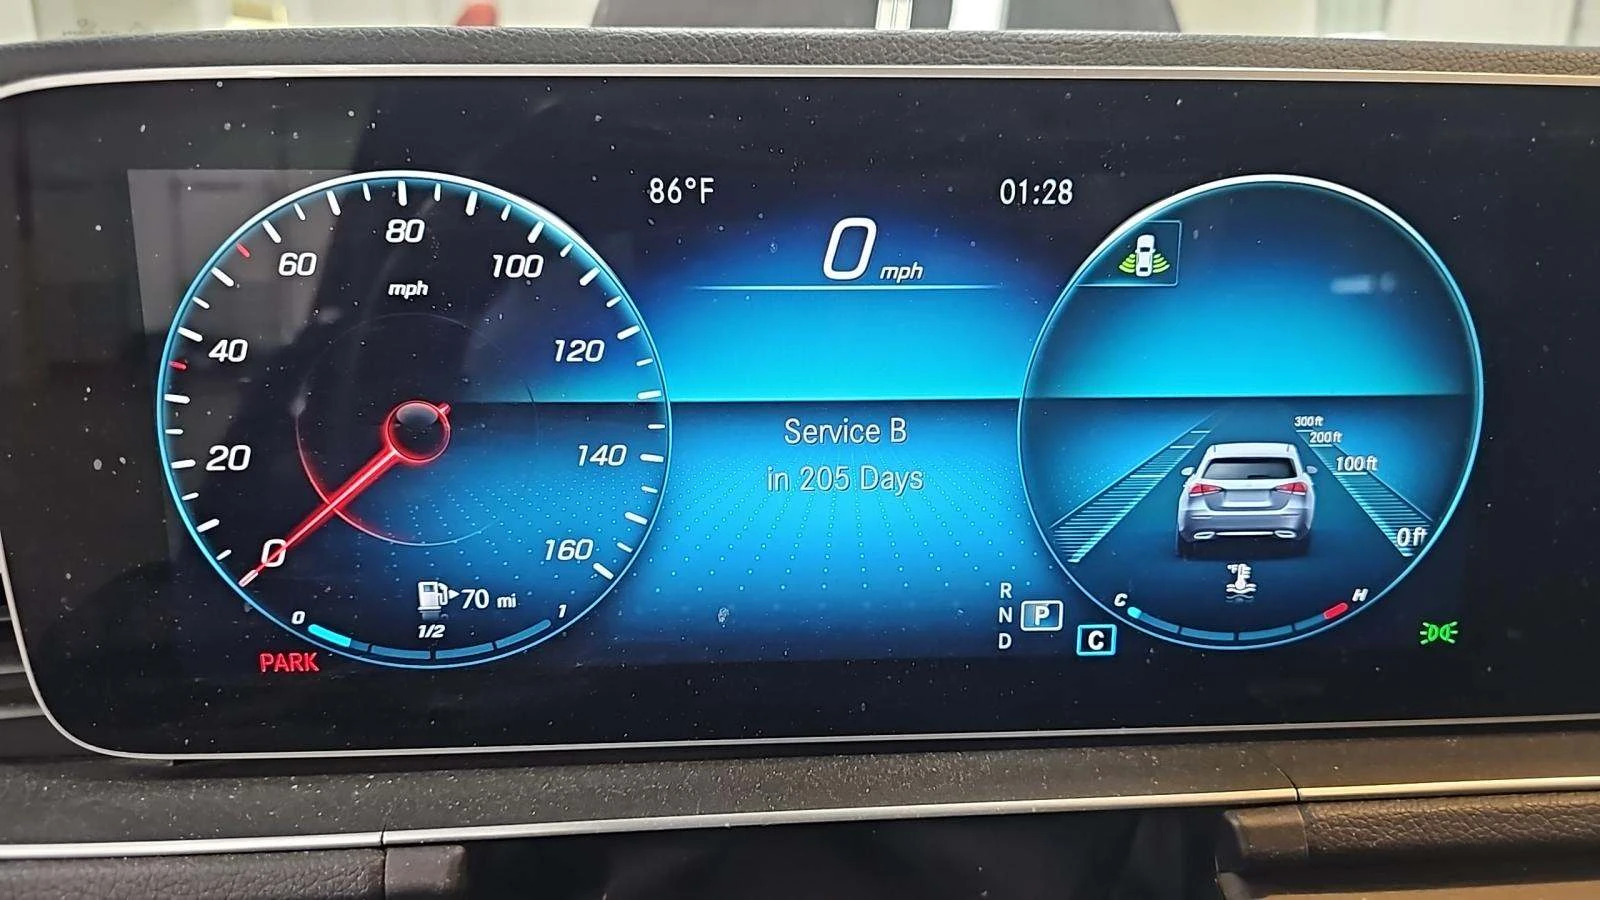 86°F
01:28
0 mph
80
60
100
mph
40
120
20
140
0
160
70 mi
0
1/2
1
PARK
Service B
in 205 Days
300ft
200ft
100ft
0ft
R
N
P
D
C
C
H